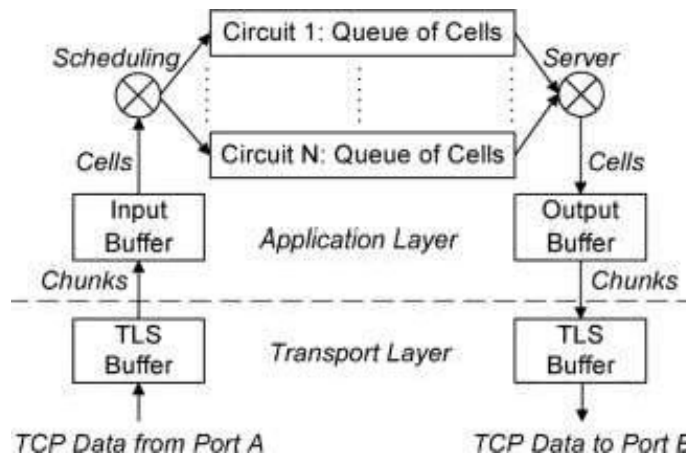 Circuit 1: Queue of Cells
Scheduling
Server
Circuit N: Queue of Cells
Cells
Cells
Input
Buffer
Application Layer
Output
Buffer
Chunks
Chunks
TLS
Buffer
Transport Layer
TLS
Buffer
TCP Data from Port A
TCP Data to Port B